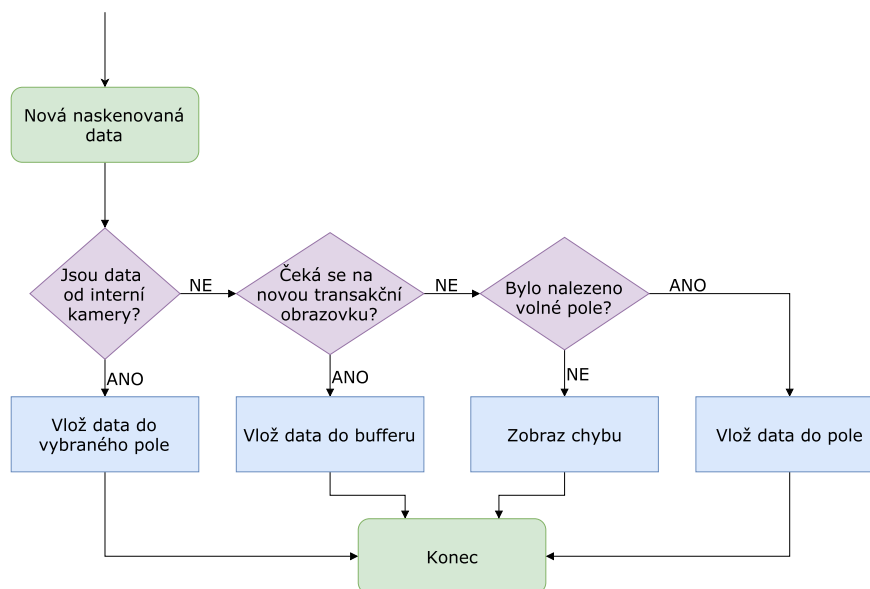 Nová naskenovaná
data
Jsou data
od interní
kamery?
NE
Čeká se na
novou transakční
obrazovku?
NE
Bylo nalezeno
volné pole?
ANO
ANO
ANO
NE
Vlož data do
vybraného pole
Vlož data do bufferu
Zobraz chybu
Vlož data do pole
Konec